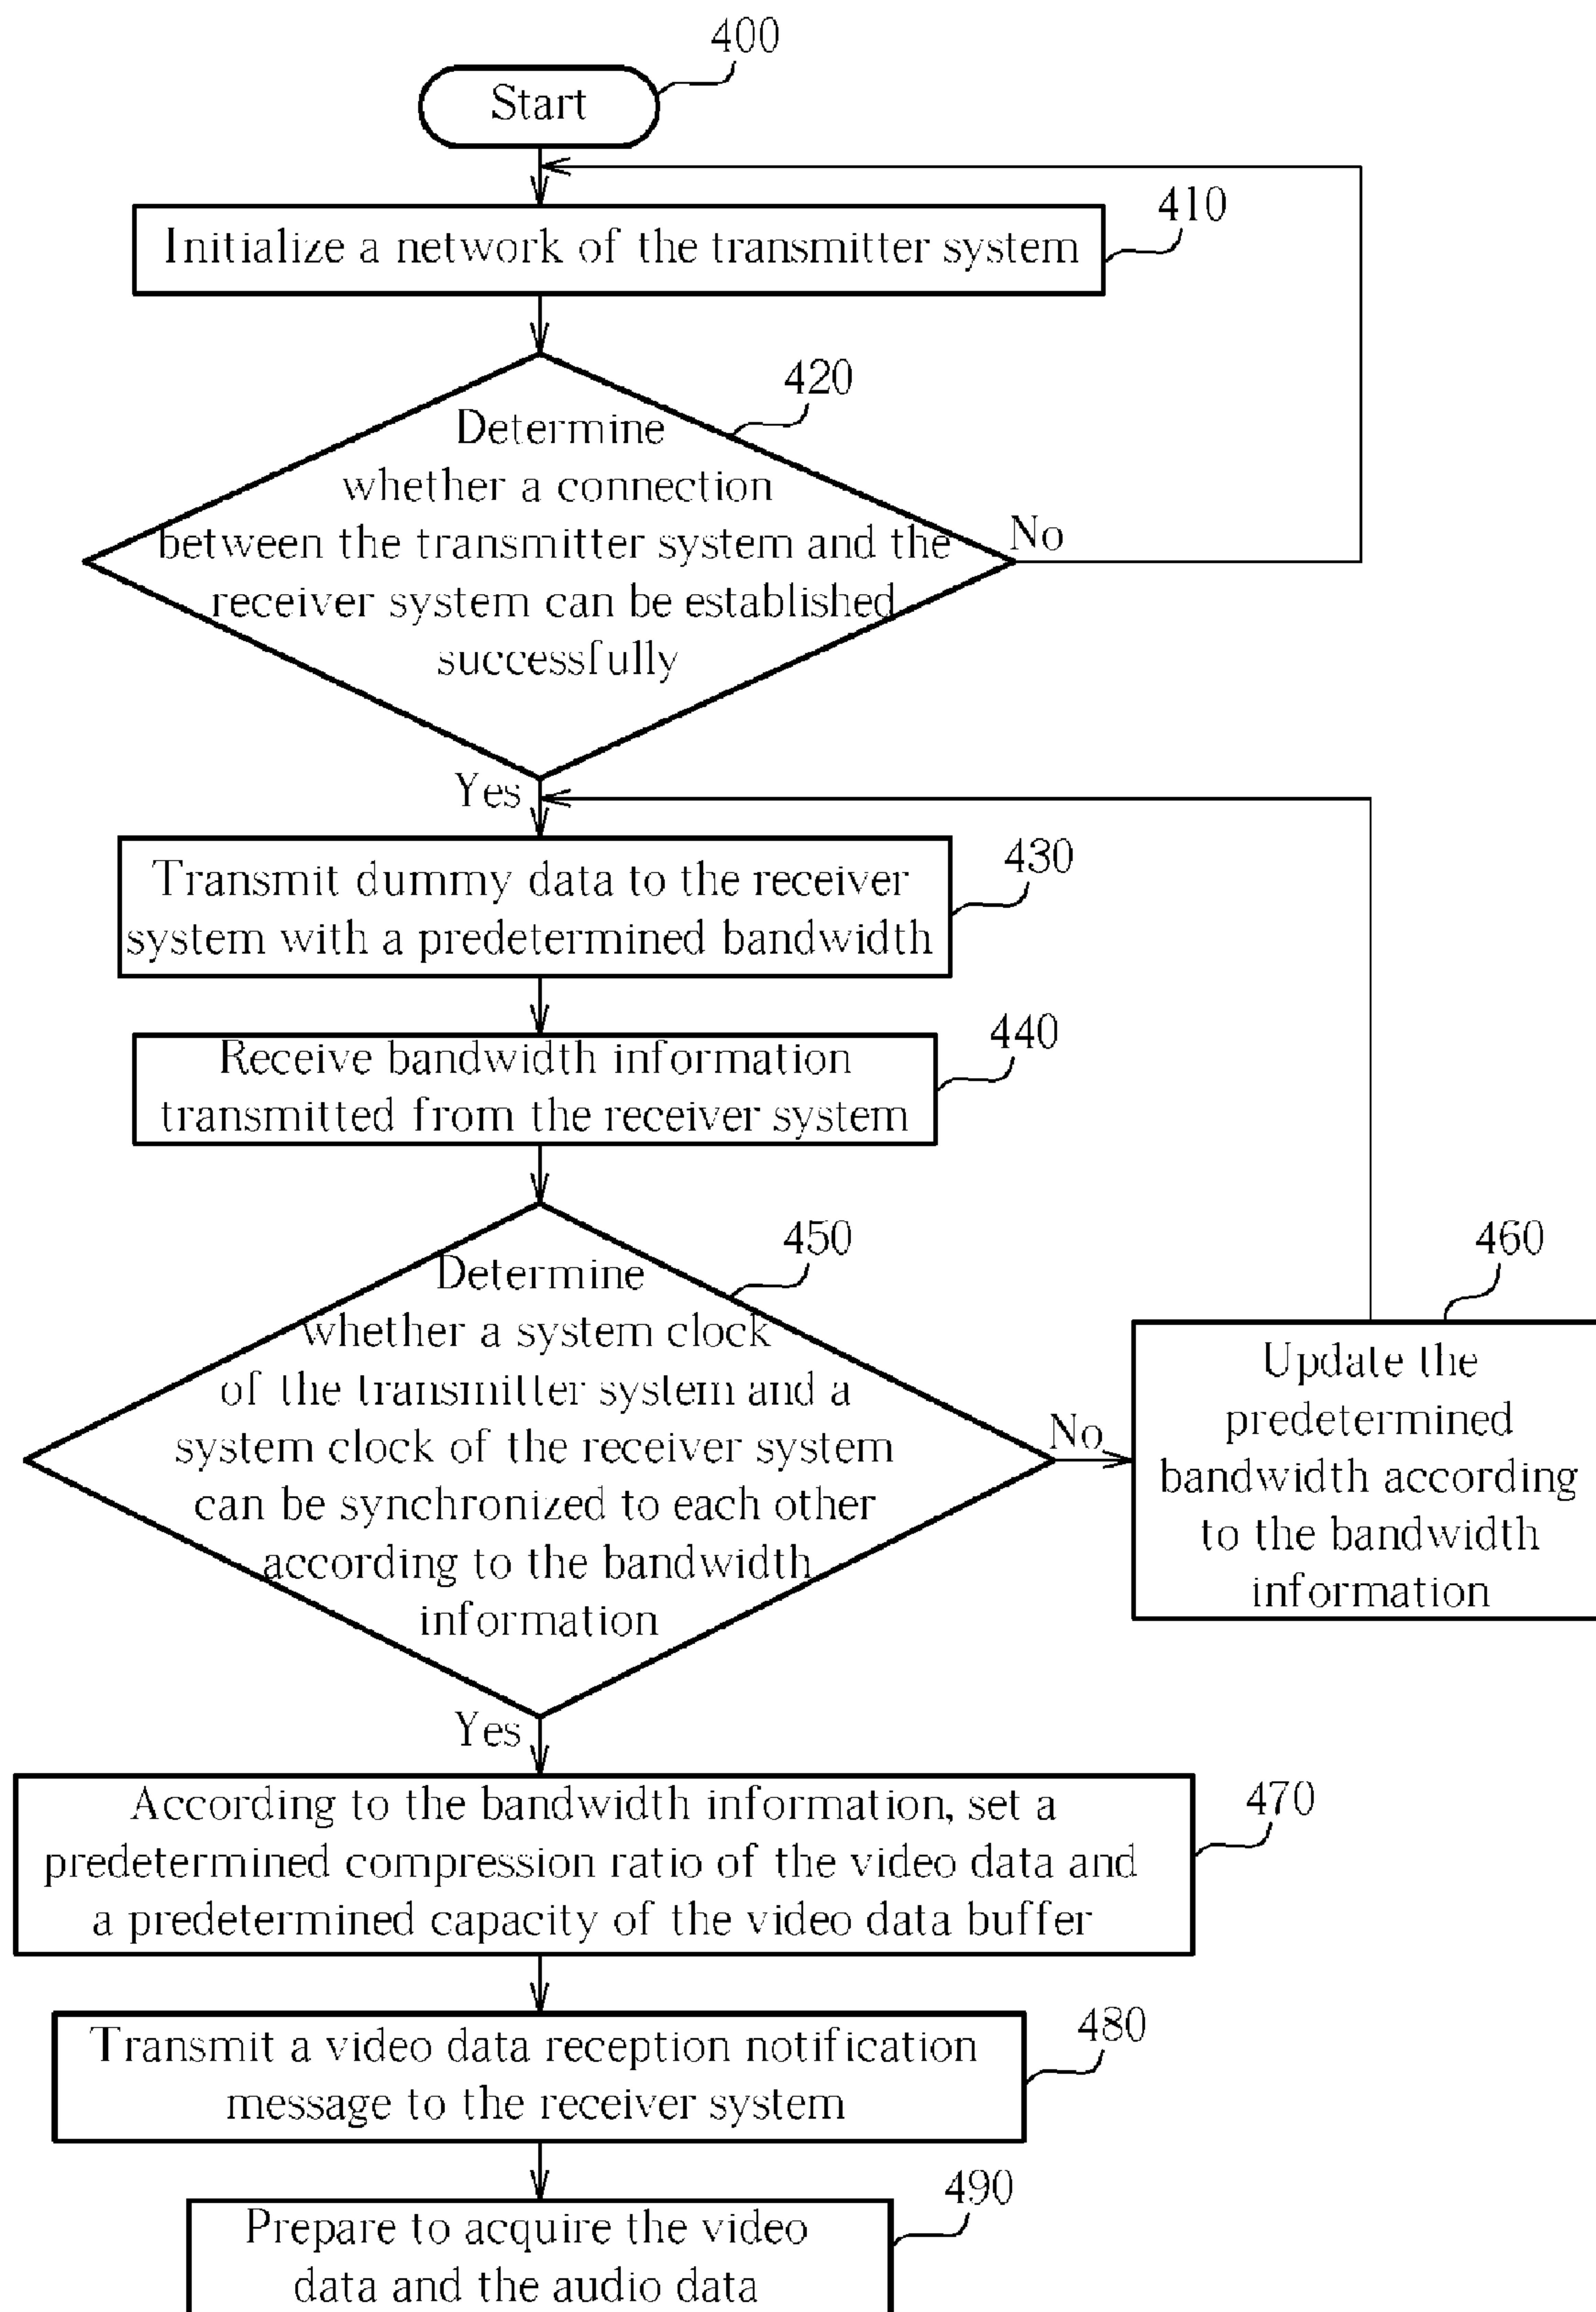 400
Start
410
Initialize a network of the transmitter system
420
Determine
whether a connection
between the transmitter system and the
receiver system can be established
successfully
No
Yes
430
Transmit dummy data to the receiver
system with a predetermined bandwidth
440
Receive bandwidth information
transmitted from the receiver system
450
Determine
whether a system clock
of the transmitter system and a
system clock of the receiver system
can be synchronized to each other
according to the bandwidth
information
No
460
Update the
predetermined
bandwidth according
to the bandwidth
information
Yes
470
According to the bandwidth information, set a
predetermined compression ratio of the video data and
a predetermined capacity of the video data buffer
480
Transmit a video data reception notification
message to the receiver system
490
Prepare to acquire the video
data and the audio data